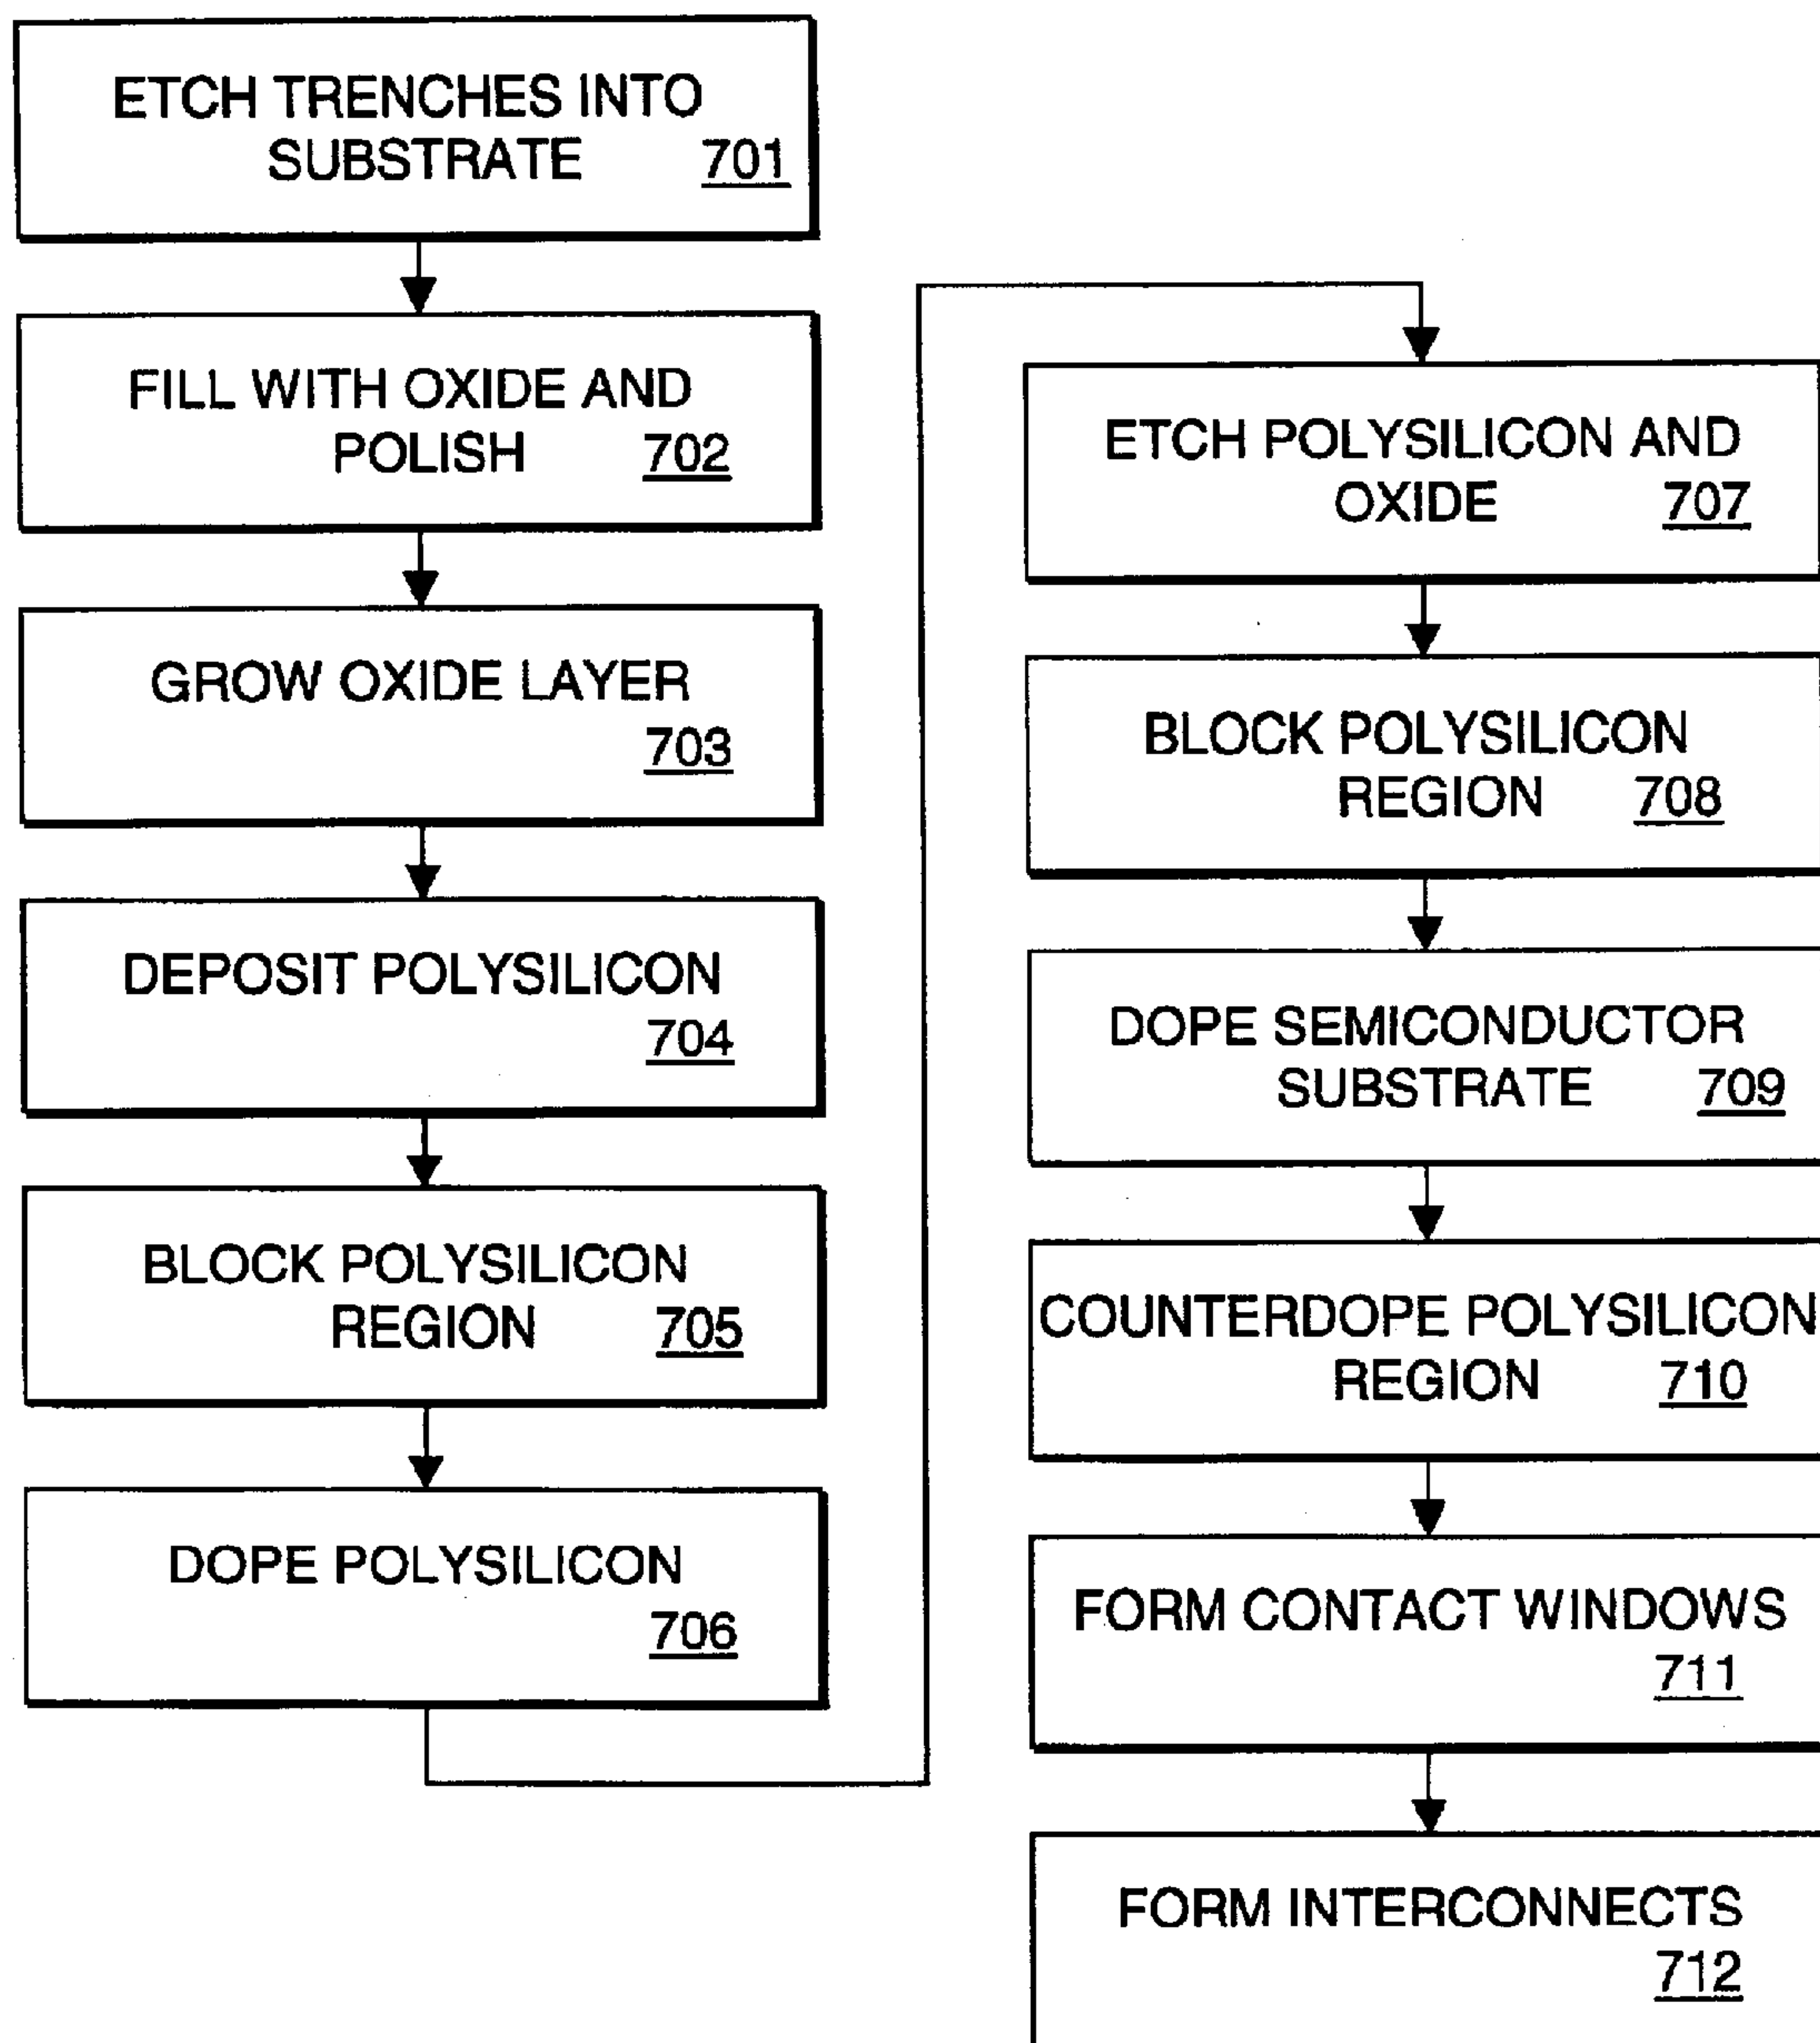 ETCH TRENCHES INTO
SUBSTRATE 701
FILL WITH OXIDE AND
POLISH 702
GROW OXIDE LAYER
703
DEPOSIT POLYSILICON
704
BLOCK POLYSILICON
REGION 705
DOPE POLYSILICON
706
ETCH POLYSILICON AND
OXIDE 707
BLOCK POLYSILICON
REGION 708
DOPE SEMICONDUCTOR
SUBSTRATE 709
COUNTERDOPE POLYSILICON
REGION 710
FORM CONTACT WINDOWS
711
FORM INTERCONNECTS
712